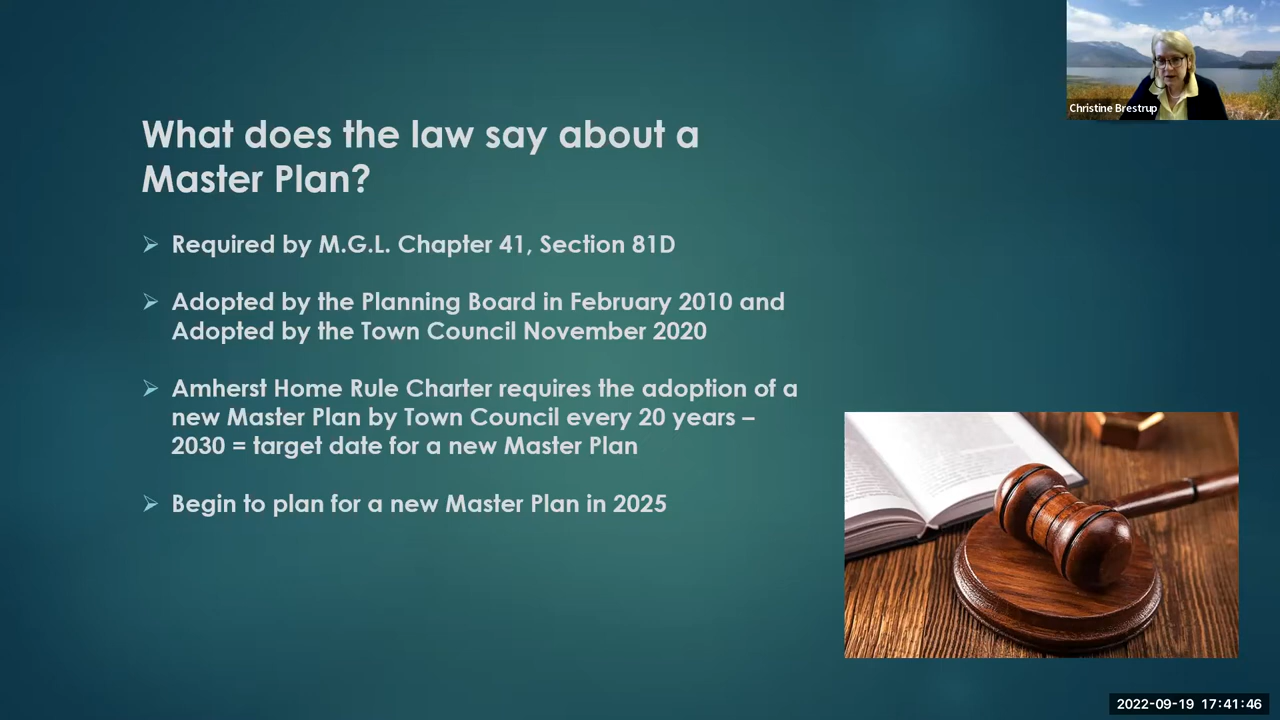 Christine Brestrup
What does the law say about a
Master Plan?
Required by M.G.L. Chapter 41, Section 81D
Adopted by the Planning Board in February 2010 and
Adopted by the Town Council November 2020
Amherst Home Rule Charter requires the adoption of a
new Master Plan by Town Council every 20 years –
2030 = target date for a new Master Plan
Begin to plan for a new Master Plan in 2025
2022-09-19 17:41:46